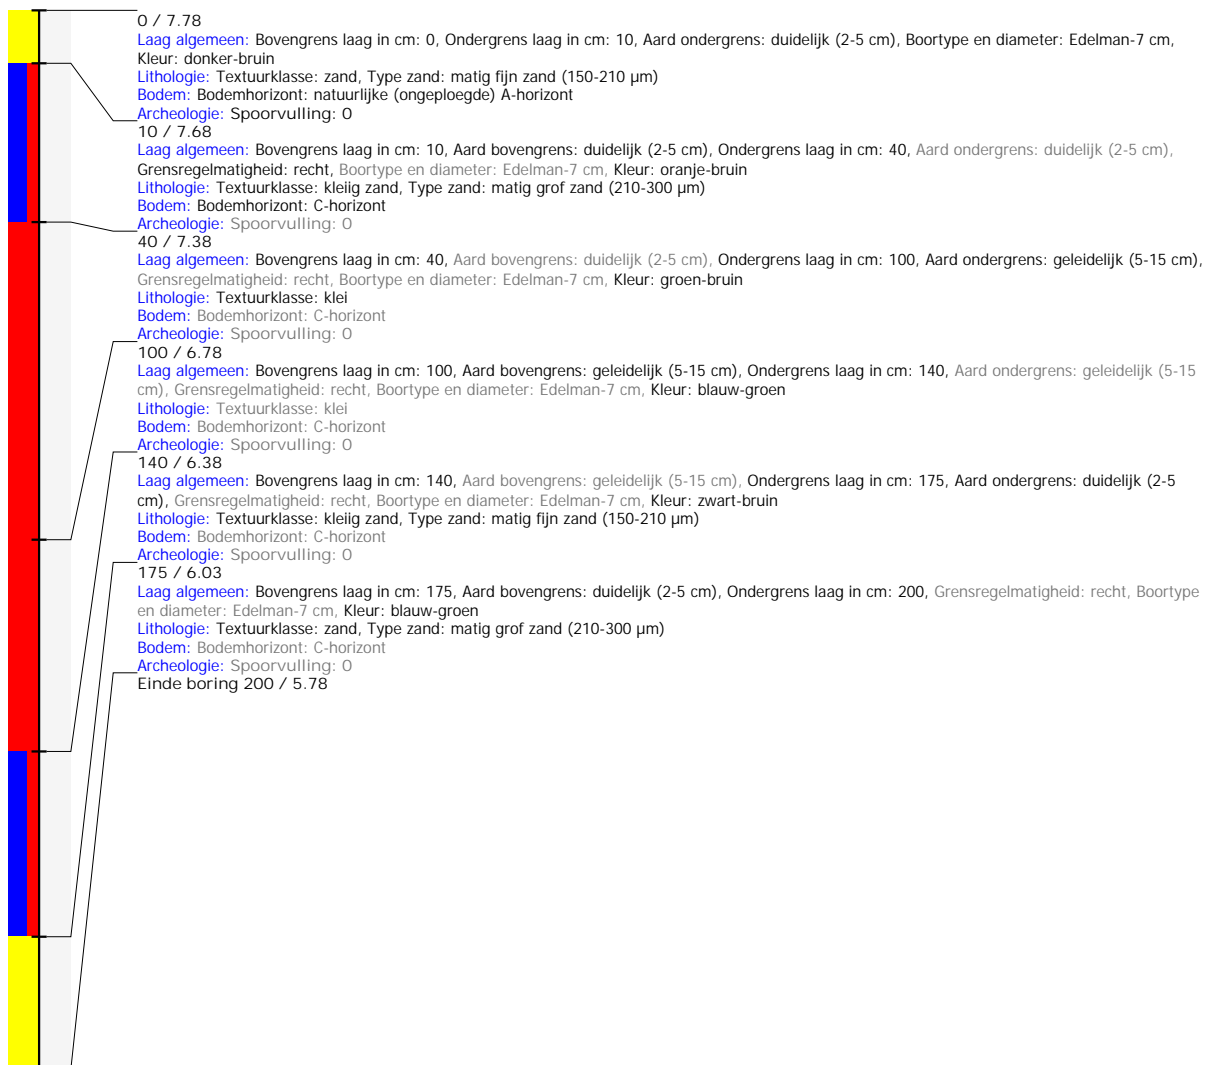 0 / 7.78
Laag algemeen: Bovengrens laag in cm: 0, Ondergrens laag in cm: 10, Aard ondergrens: duidelijk (2-5 cm), Boortype en diameter: Edelman-7 cm,
Kleur: donker-bruin
Lithologie: Textuurklasse: zand, Type zand: matig fijn zand (150-210 µm)
Bodem: Bodemhorizont: natuurlijke (ongeploegde) A-horizont
Archeologie: Spoorvulling: 0
10 / 7.68
Laag algemeen: Bovengrens laag in cm: 10, Aard bovengrens: duidelijk (2-5 cm), Ondergrens laag in cm: 40, Aard ondergrens: duidelijk (2-5 cm),
Grensregelmatigheid: recht, Boortype en diameter: Edelman-7 cm, Kleur: oranje-bruin
Lithologie: Textuurklasse: kleiig zand, Type zand: matig grof zand (210-300 µm)
Bodem: Bodemhorizont: C-horizont
Archeologie: Spoorvulling: 0
40 / 7.38
Laag algemeen: Bovengrens laag in cm: 40, Aard bovengrens: duidelijk (2-5 cm), Ondergrens laag in cm: 100, Aard ondergrens: geleidelijk (5-15 cm),
Grensregelmatigheid: recht, Boortype en diameter: Edelman-7 cm, Kleur: groen-bruin
Lithologie: Textuurklasse: klei
Bodem: Bodemhorizont: C-horizont
Archeologie: Spoorvulling: 0
100 / 6.78
Laag algemeen: Bovengrens laag in cm: 100, Aard bovengrens: geleidelijk (5-15 cm), Ondergrens laag in cm: 140, Aard ondergrens: geleidelijk (5-15
cm), Grensregelmatigheid: recht, Boortype en diameter: Edelman-7 cm, Kleur: blauw-groen
Lithologie: Textuurklasse: klei
Bodem: Bodemhorizont: C-horizont
Archeologie: Spoorvulling: 0
140 / 6.38
Laag algemeen: Bovengrens laag in cm: 140, Aard bovengrens: geleidelijk (5-15 cm), Ondergrens laag in cm: 175, Aard ondergrens: duidelijk (2-5
cm), Grensregelmatigheid: recht, Boortype en diameter: Edelman-7 cm, Kleur: zwart-bruin
Lithologie: Textuurklasse: kleiig zand, Type zand: matig fijn zand (150-210 µm)
Bodem: Bodemhorizont: C-horizont
Archeologie: Spoorvulling: 0
175 / 6.03
Laag algemeen: Bovengrens laag in cm: 175, Aard bovengrens: duidelijk (2-5 cm), Ondergrens laag in cm: 200, Grensregelmatigheid: recht, Boortype
en diameter: Edelman-7 cm, Kleur: blauw-groen
Lithologie: Textuurklasse: zand, Type zand: matig grof zand (210-300 µm)
Bodem: Bodemhorizont: C-horizont
Archeologie: Spoorvulling: 0
Einde boring 200 / 5.78